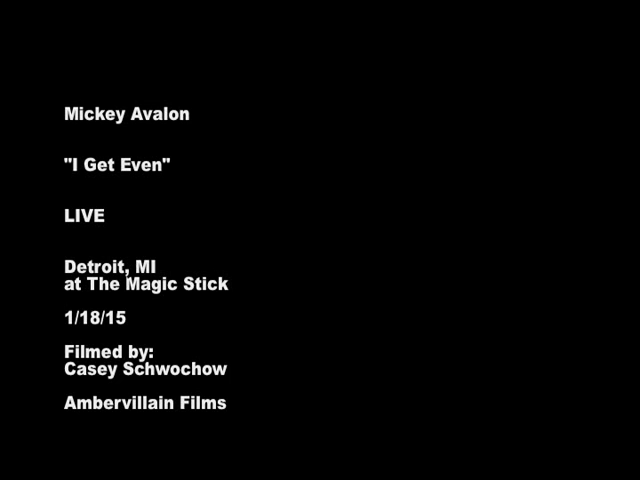 Mickey Avalon
"I Get Even"
LIVE
Detroit, MI
at The Magic Stick
1/18/15
Filmed by:
Casey Schwochow
Ambervillain Films